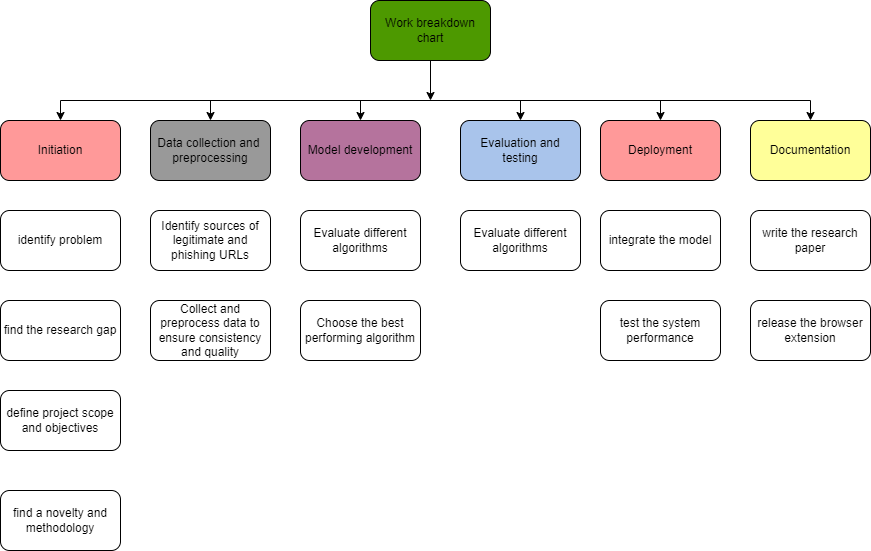 Work breakdown
chart
Initiation
Data collection and
preprocessing
Model development
Evaluation and
testing
Deployment
Documentation
identify problem
Identify sources of
legitimate and
phishing URLs
Evaluate different
algorithms
Evaluate different
algorithms
integrate the model
write the research
paper
find the research gap
Collect and
preprocess data to
ensure consistency
and quality
Choose the best
performing algorithm
test the system
performance
release the browser
extension
define project scope
and objectives
find a novelty and
methodology